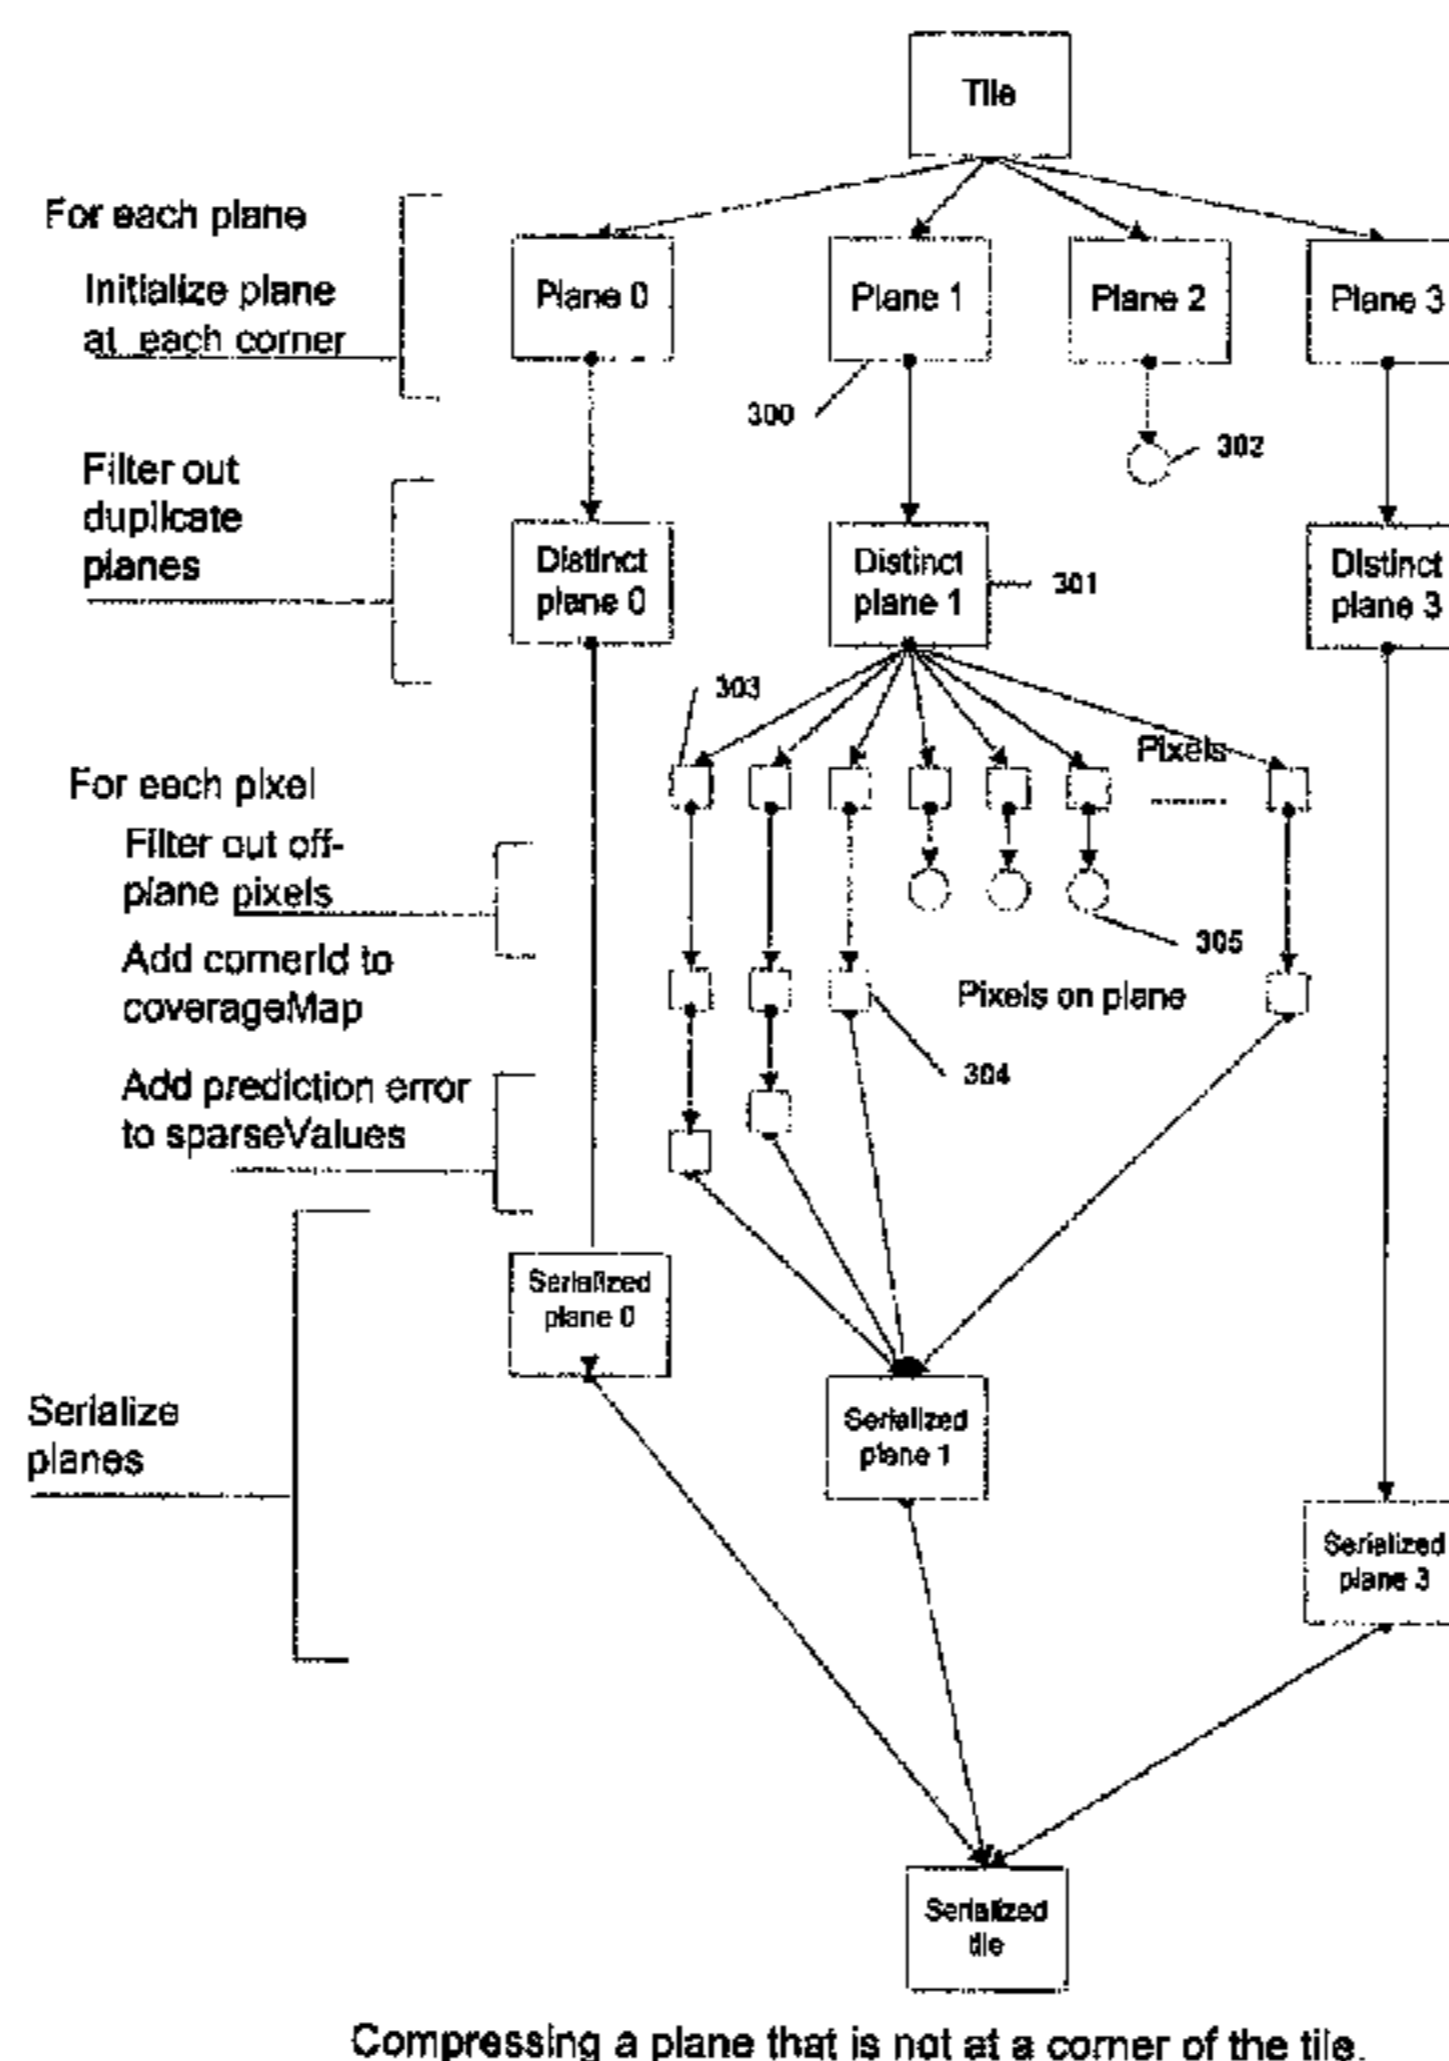 Tile
For each plane
Initialize plane
at each corner
Plane 0
Plane 1
Plane 2
Plane 3
300
302
Filter out
duplicate
planes
Distinct
plane 0
Distinct
plane 1
301
Distinct
plane 3
303
Pixels
For each pixel
Filter out off-
plane pixels
305
Add cornerId to
coverageMap
Pixels on plane
304
Add prediction error
to sparseValues
Serialized
plane 0
Serialize
planes
Serialized
plane 1
Serialized
plane 3
Serialized
tile
Compressing a plane that is not at a corner of the tile.